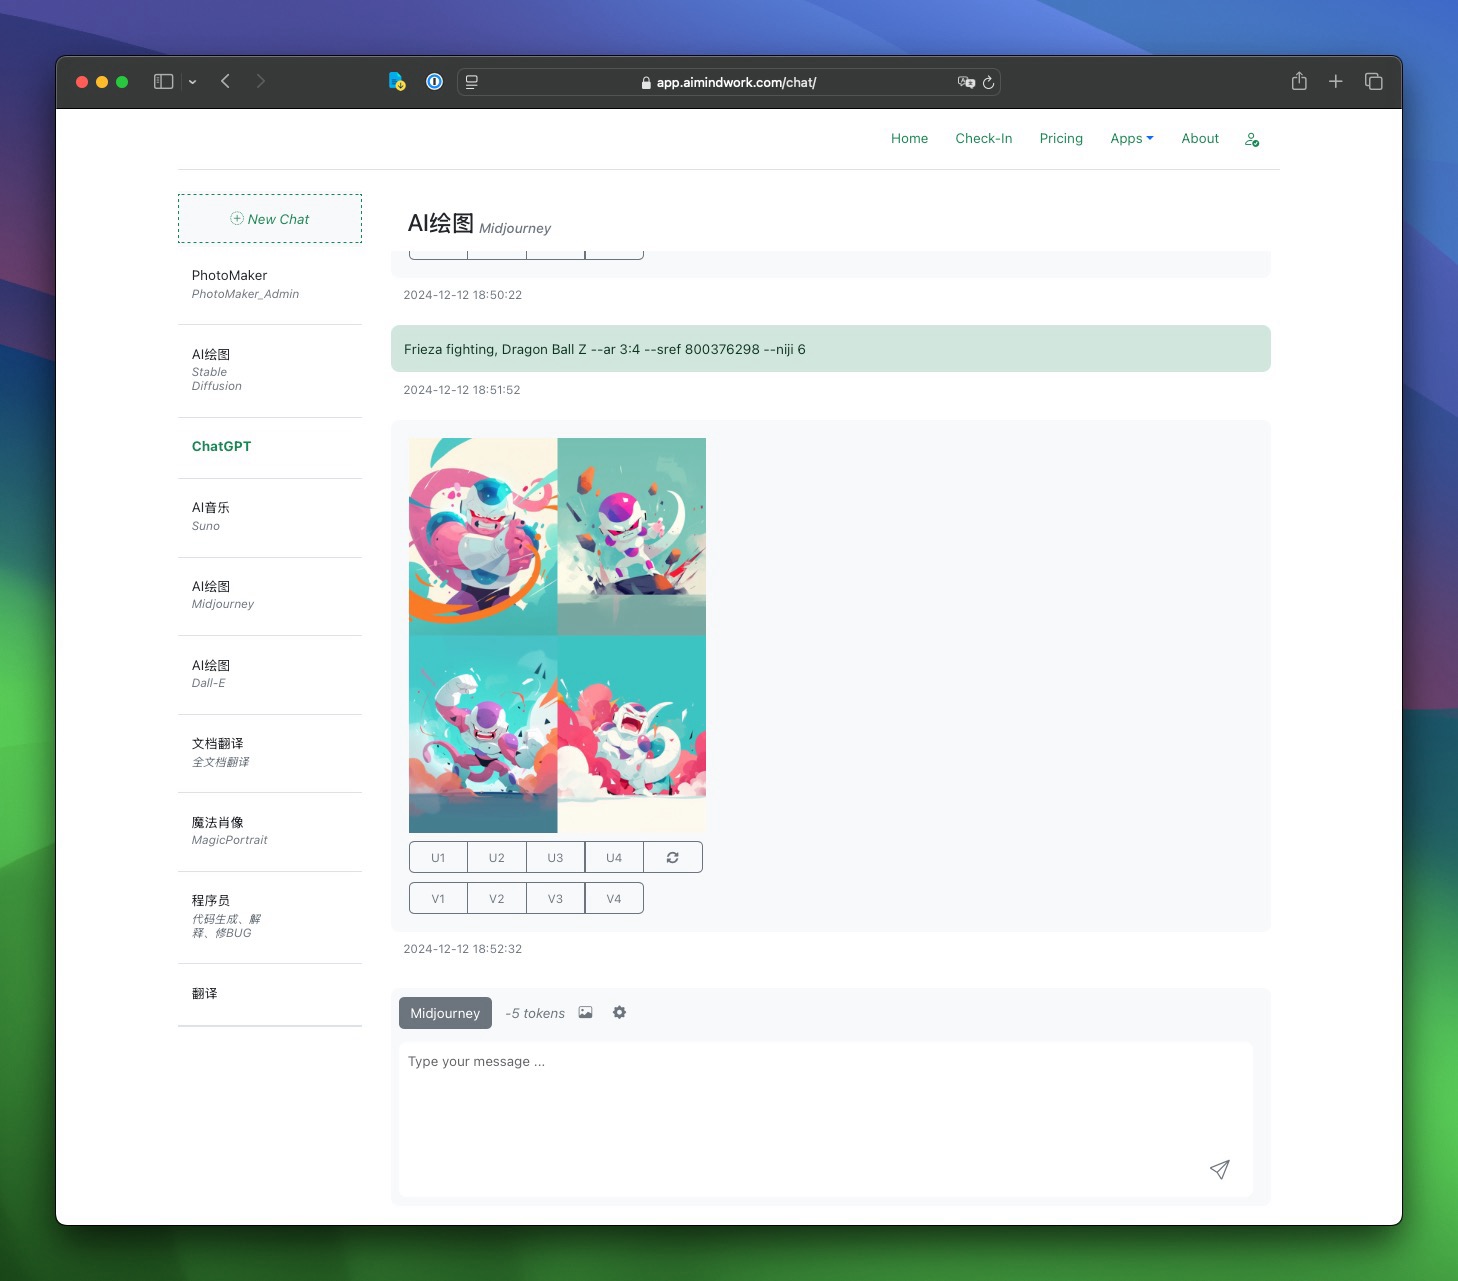 app.aimindwork.com/chat/
Home Check-In Pricing Apps About
New Chat
PhotoMaker
PhotoMaker_Admin
AI绘图
Stable
Diffusion
ChatGPT
AI音乐
Suno
AI绘图
Midjourney
AI绘图
Dall-E
文档翻译
全文档翻译
魔法肖像
MagicPortrait
程序员
代码生成、解
释、修BUG
翻译
AI绘图 Midjourney
2024-12-12 18:50:22
Frieza fighting, Dragon Ball Z --ar 3:4 --sref 800376298 --niji 6
2024-12-12 18:51:52
U1 U2 U3 U4
V1 V2 V3 V4
2024-12-12 18:52:32
Midjourney -5 tokens
Type your message ...